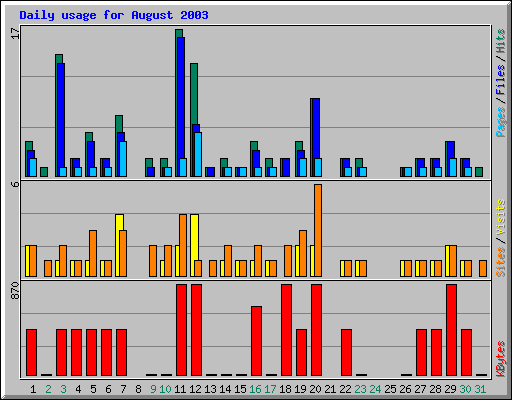 Daily usage for August 2003
17
Pages / Files / Hits
6
Sites / Visits
870
KBytes
1 2 3 4 5 6 7 8 9 10 11 12 13 14 15 16 17 18 19 20 21 22 23 24 25 26 27 28 29 30 31